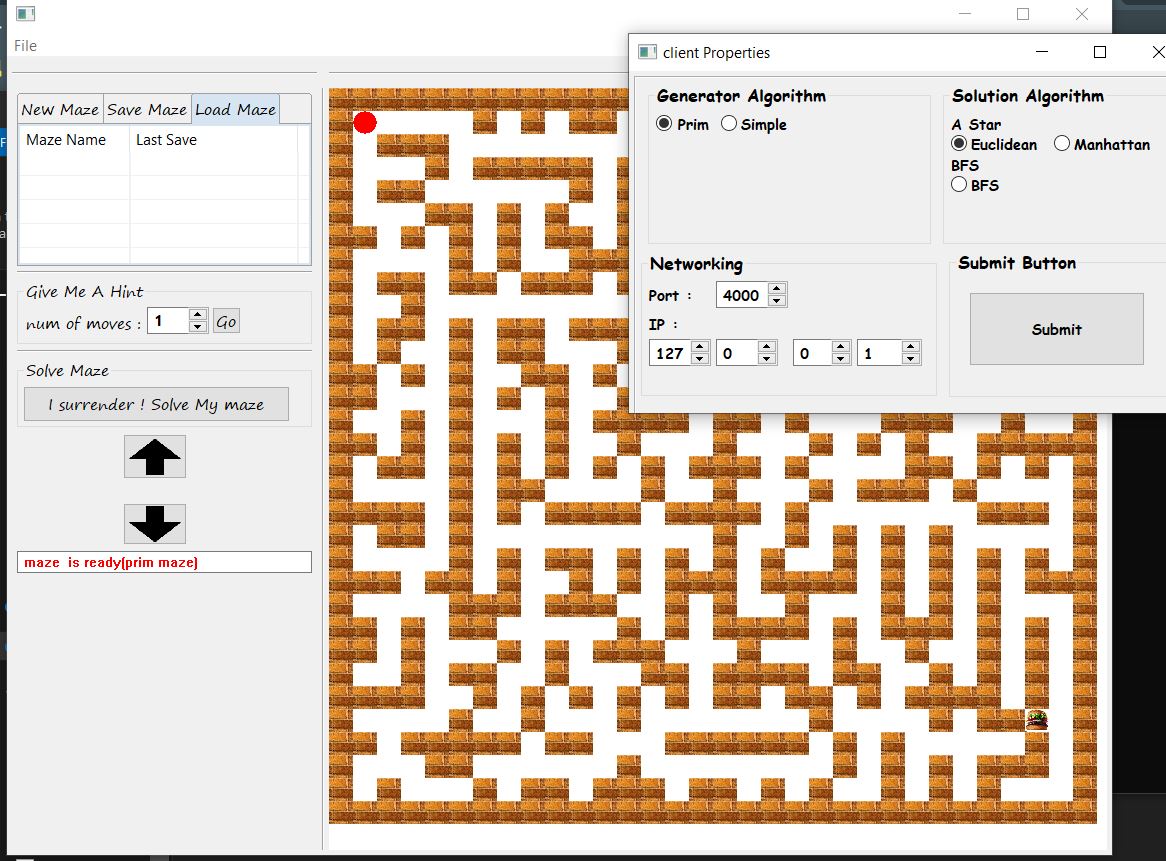 File
New Maze Save Maze Load Maze
Maze Name Last Save
Give Me A Hint
num of moves : 1 Go
Solve Maze
I surrender ! Solve My maze
maze is ready(prim maze)
client Properties
Generator Algorithm
Prim Simple
Solution Algorithm
A Star
Euclidean Manhattan
BFS
BFS
Networking
Port : 4000
IP :
127 0 0 1
Submit Button
Submit